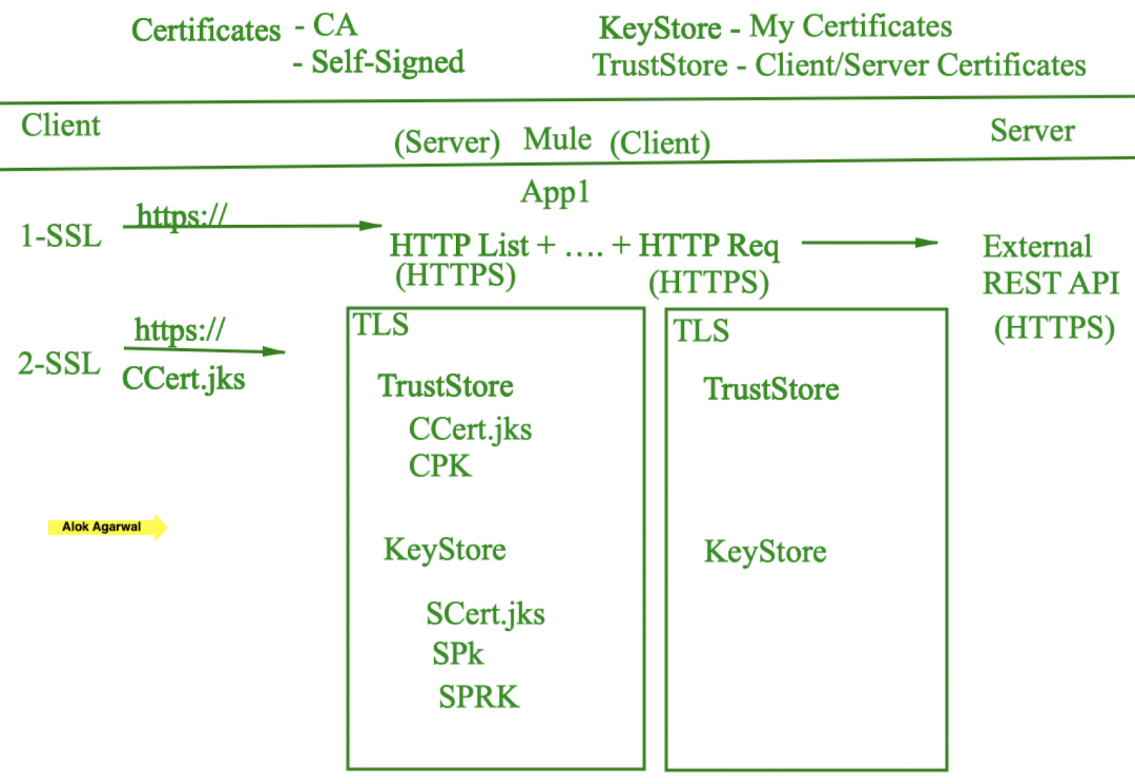 Certificates - CA
- Self-Signed
KeyStore - My Certificates
TrustStore - Client/Server Certificates
Client
(Server) Mule (Client)
Server
App1
1-SSL
https://
HTTP List + .... + HTTP Req
(HTTPS)
(HTTPS)
External
REST API
(HTTPS)
2-SSL
https://
CCert.jks
TLS
TrustStore
CCert.jks
CPK
KeyStore
SCert.jks
SPk
SPRK
TLS
TrustStore
KeyStore
Alok Agarwal